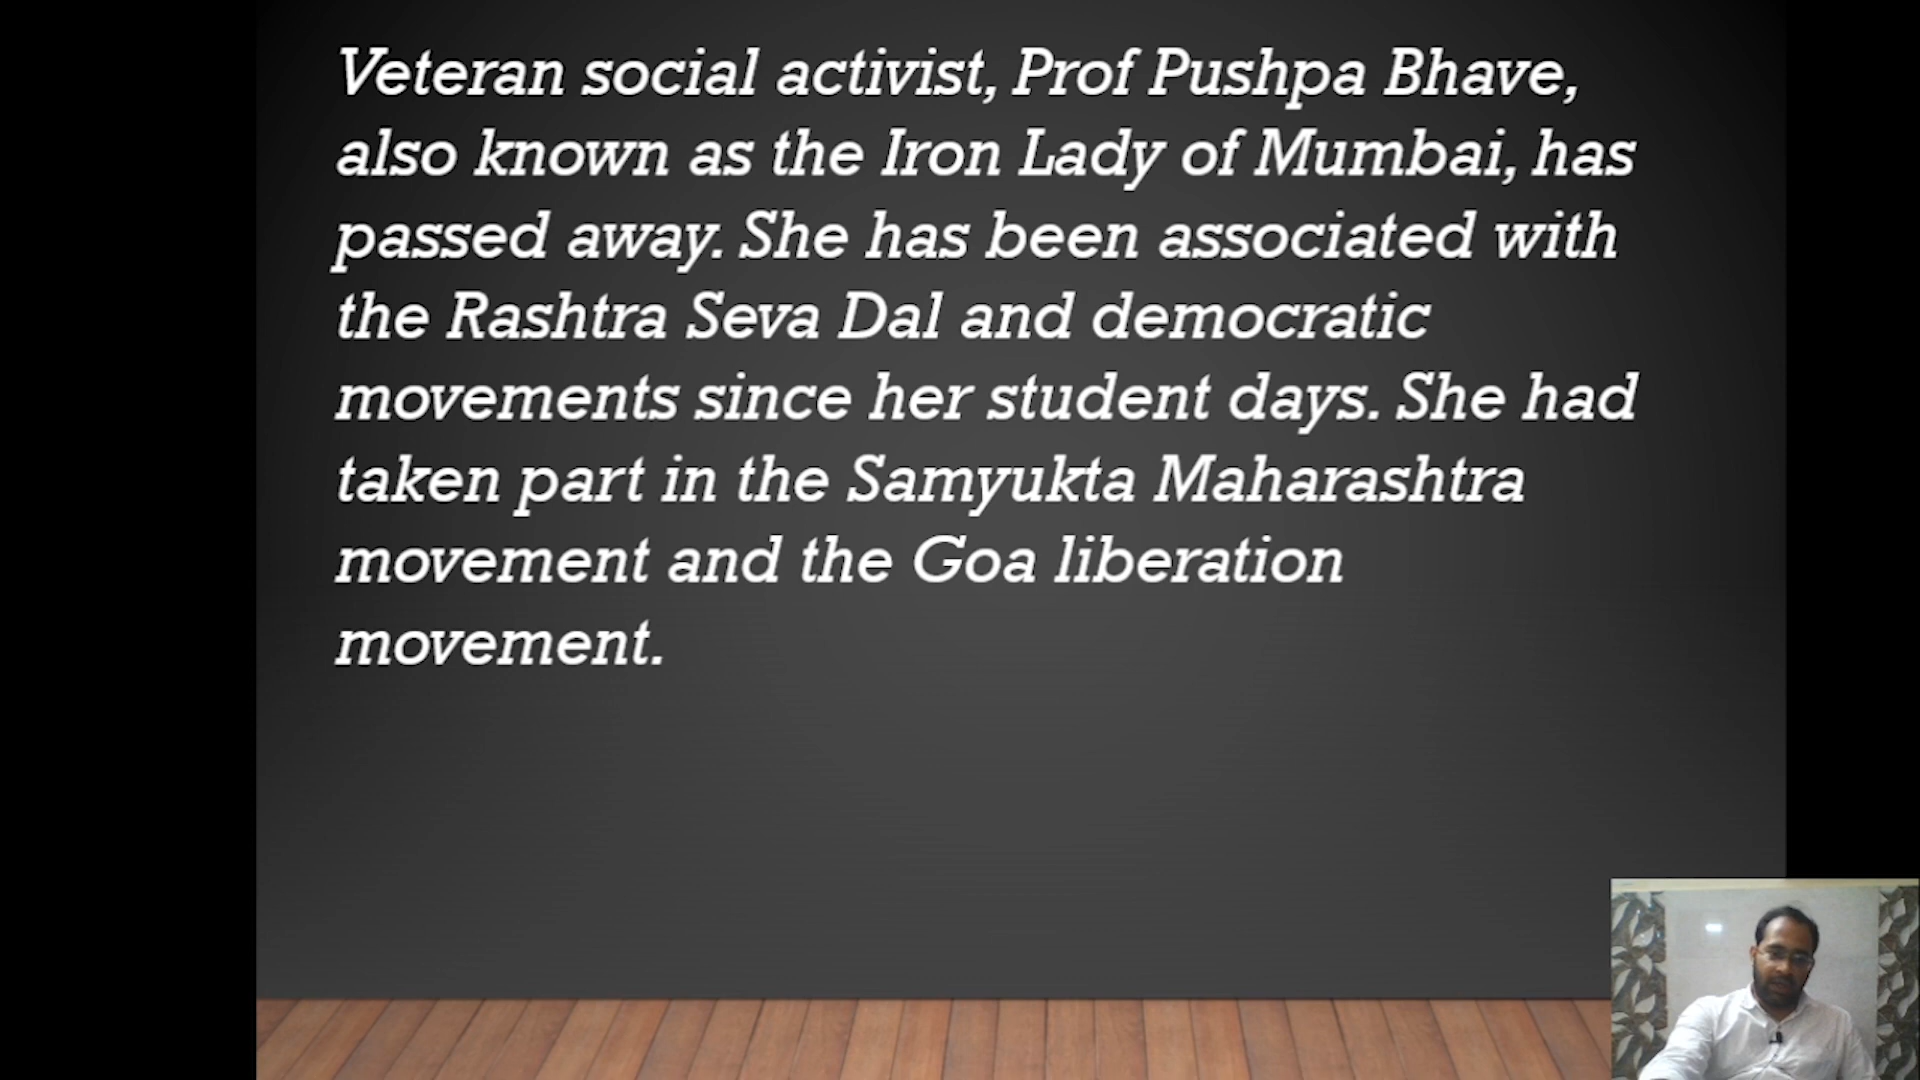 Veteran social activist, Prof Pushpa Bhave,
also known as the Iron Lady of Mumbai, has
passed away. She has been associated with
the Rashtra Seva Dal and democratic
movements since her student days. She had
taken part in the Samyukta Maharashtra
movement and the Goa liberation
movement.